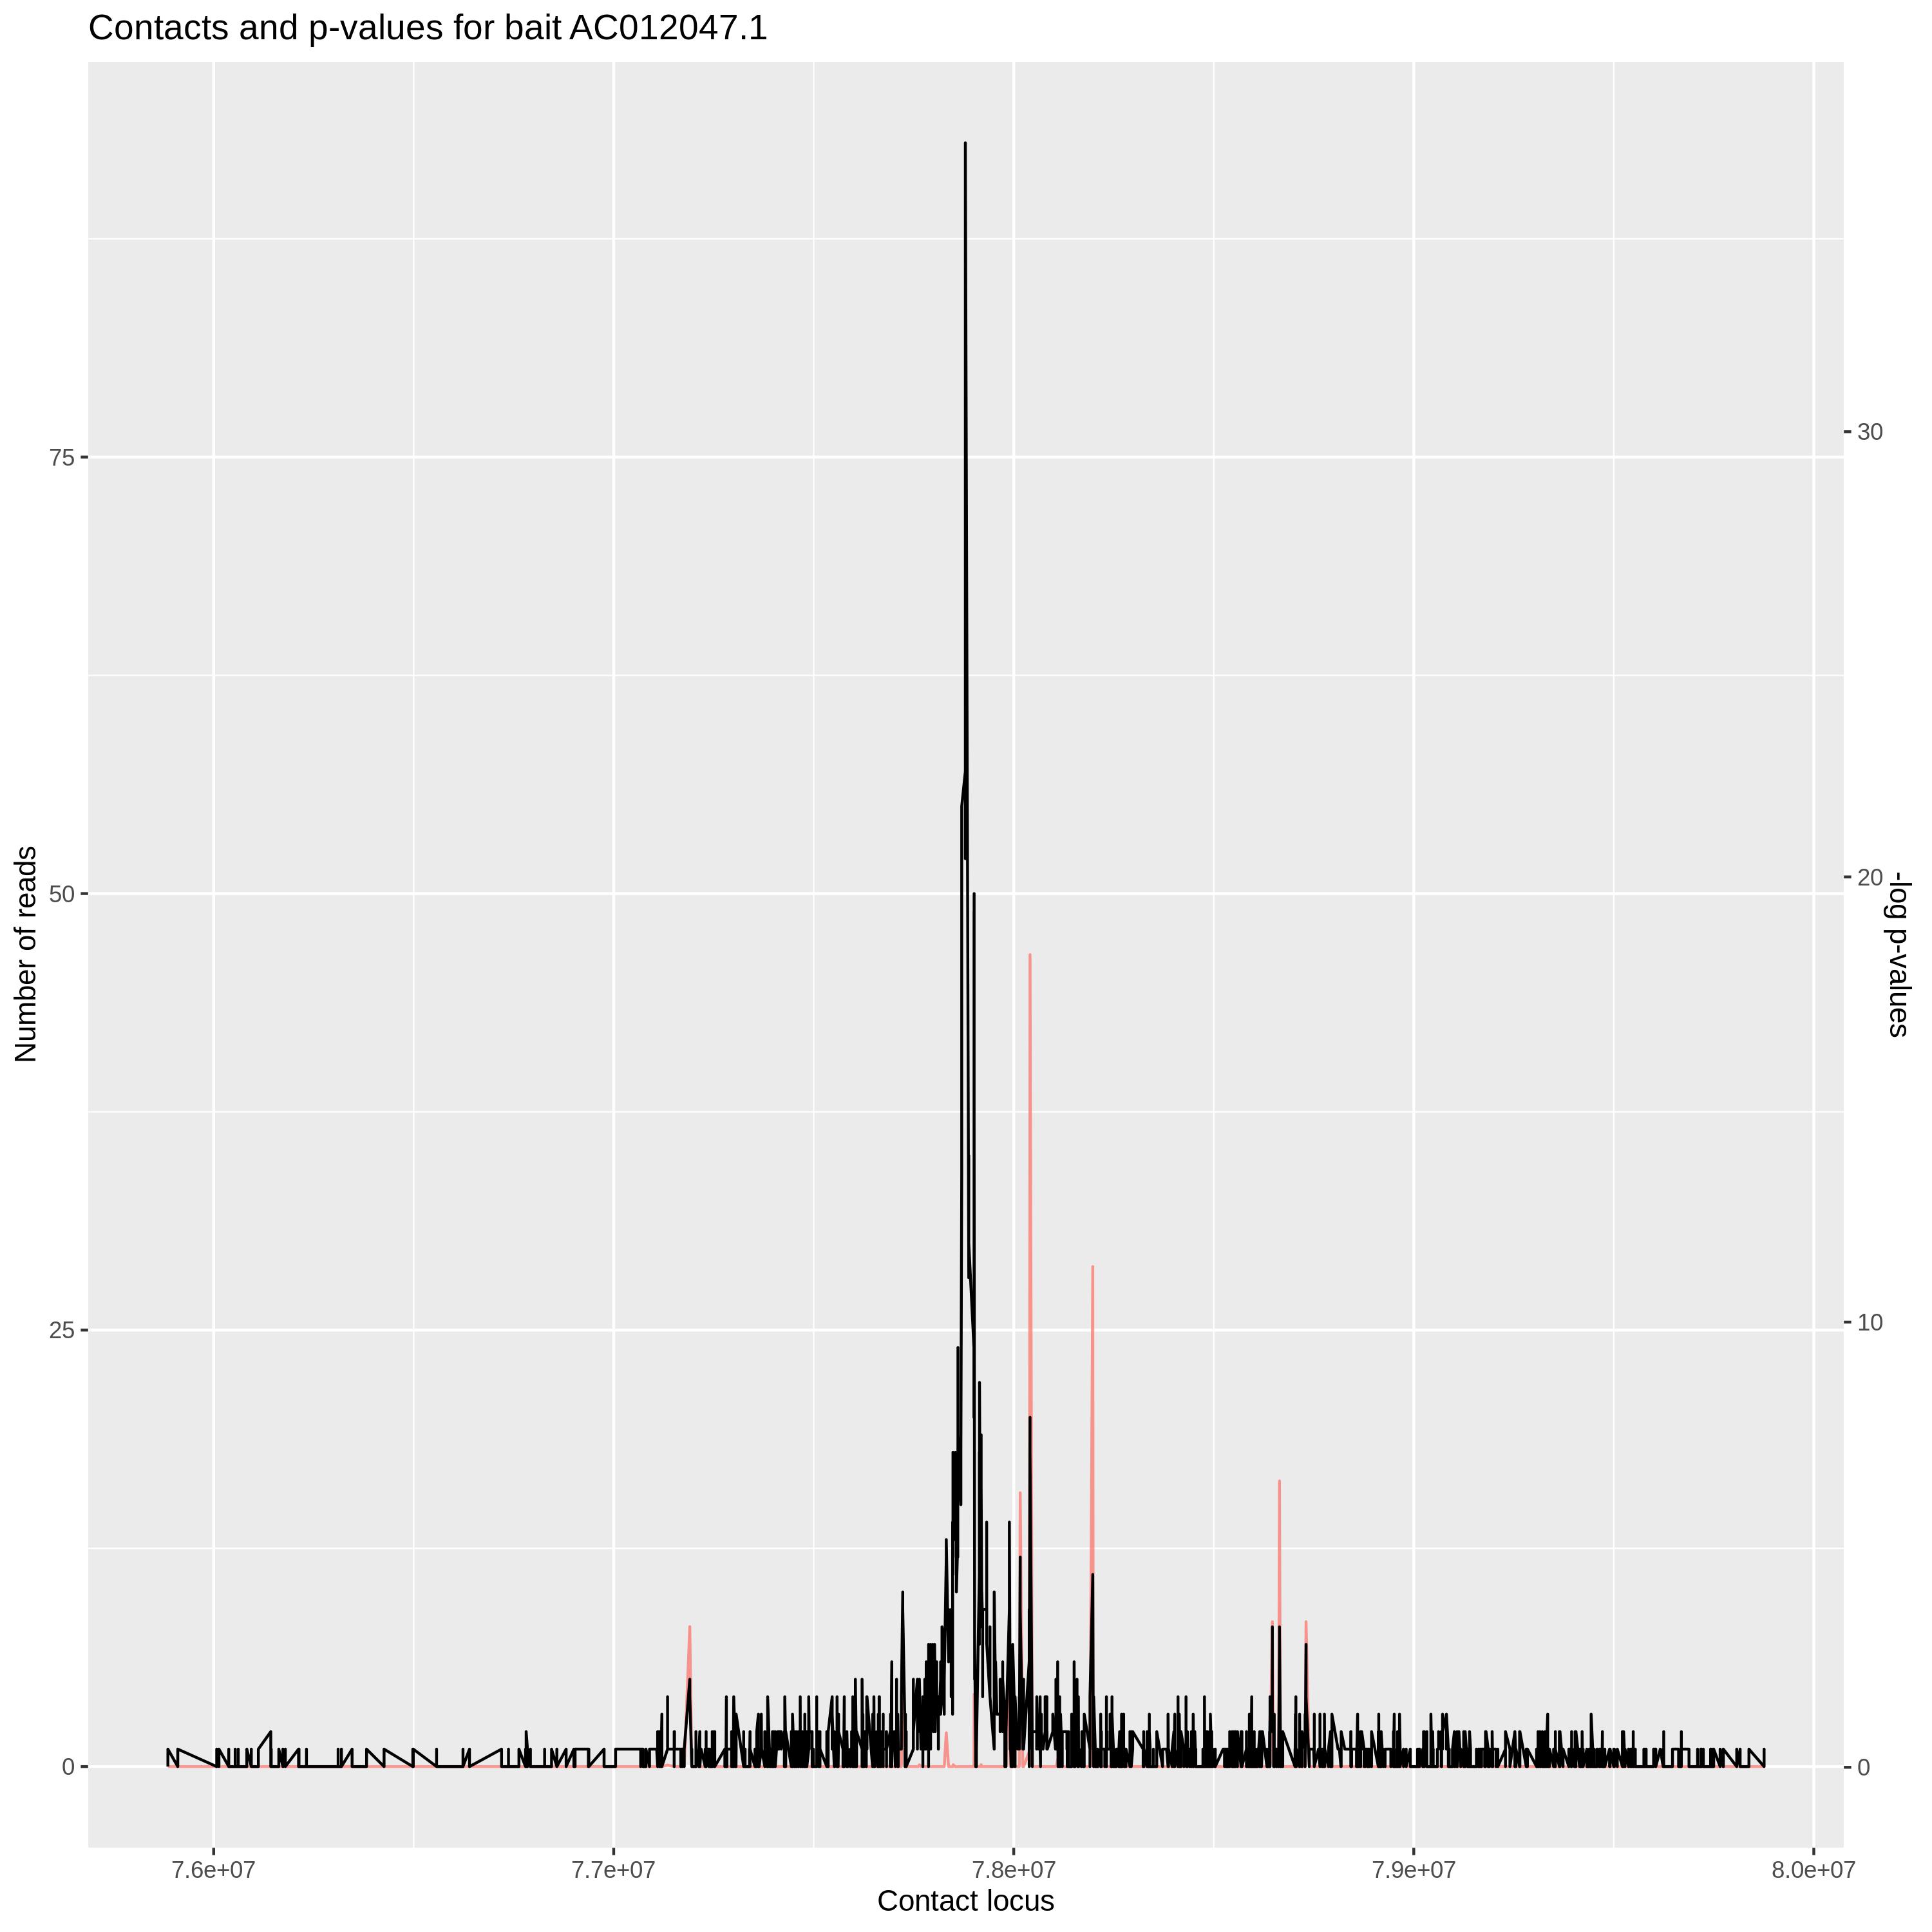 Contacts and p-values for bait AC012047.1
75
50
25
0
30
20
10
0
Number of reads
-log p-values
7.6e+07
7.7e+07
7.8e+07
7.9e+07
8.0e+07
Contact locus